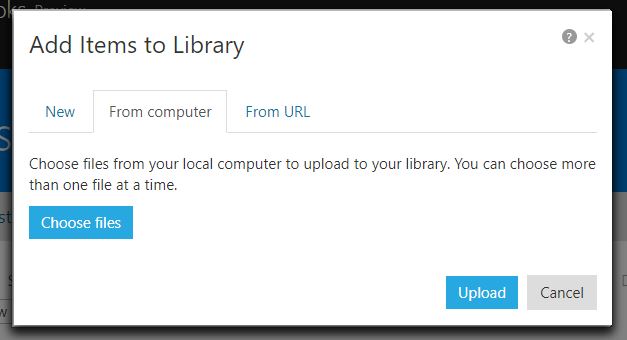 Preview
Add Items to Library
New
From computer
From URL
Choose files from your local computer to upload to your library. You can choose more
than one file at a time.
Choose files
Upload
Cancel